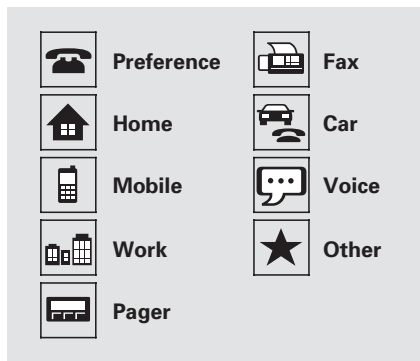 Preference
Home
Mobile
Work
Pager
Fax
Car
Voice
Other